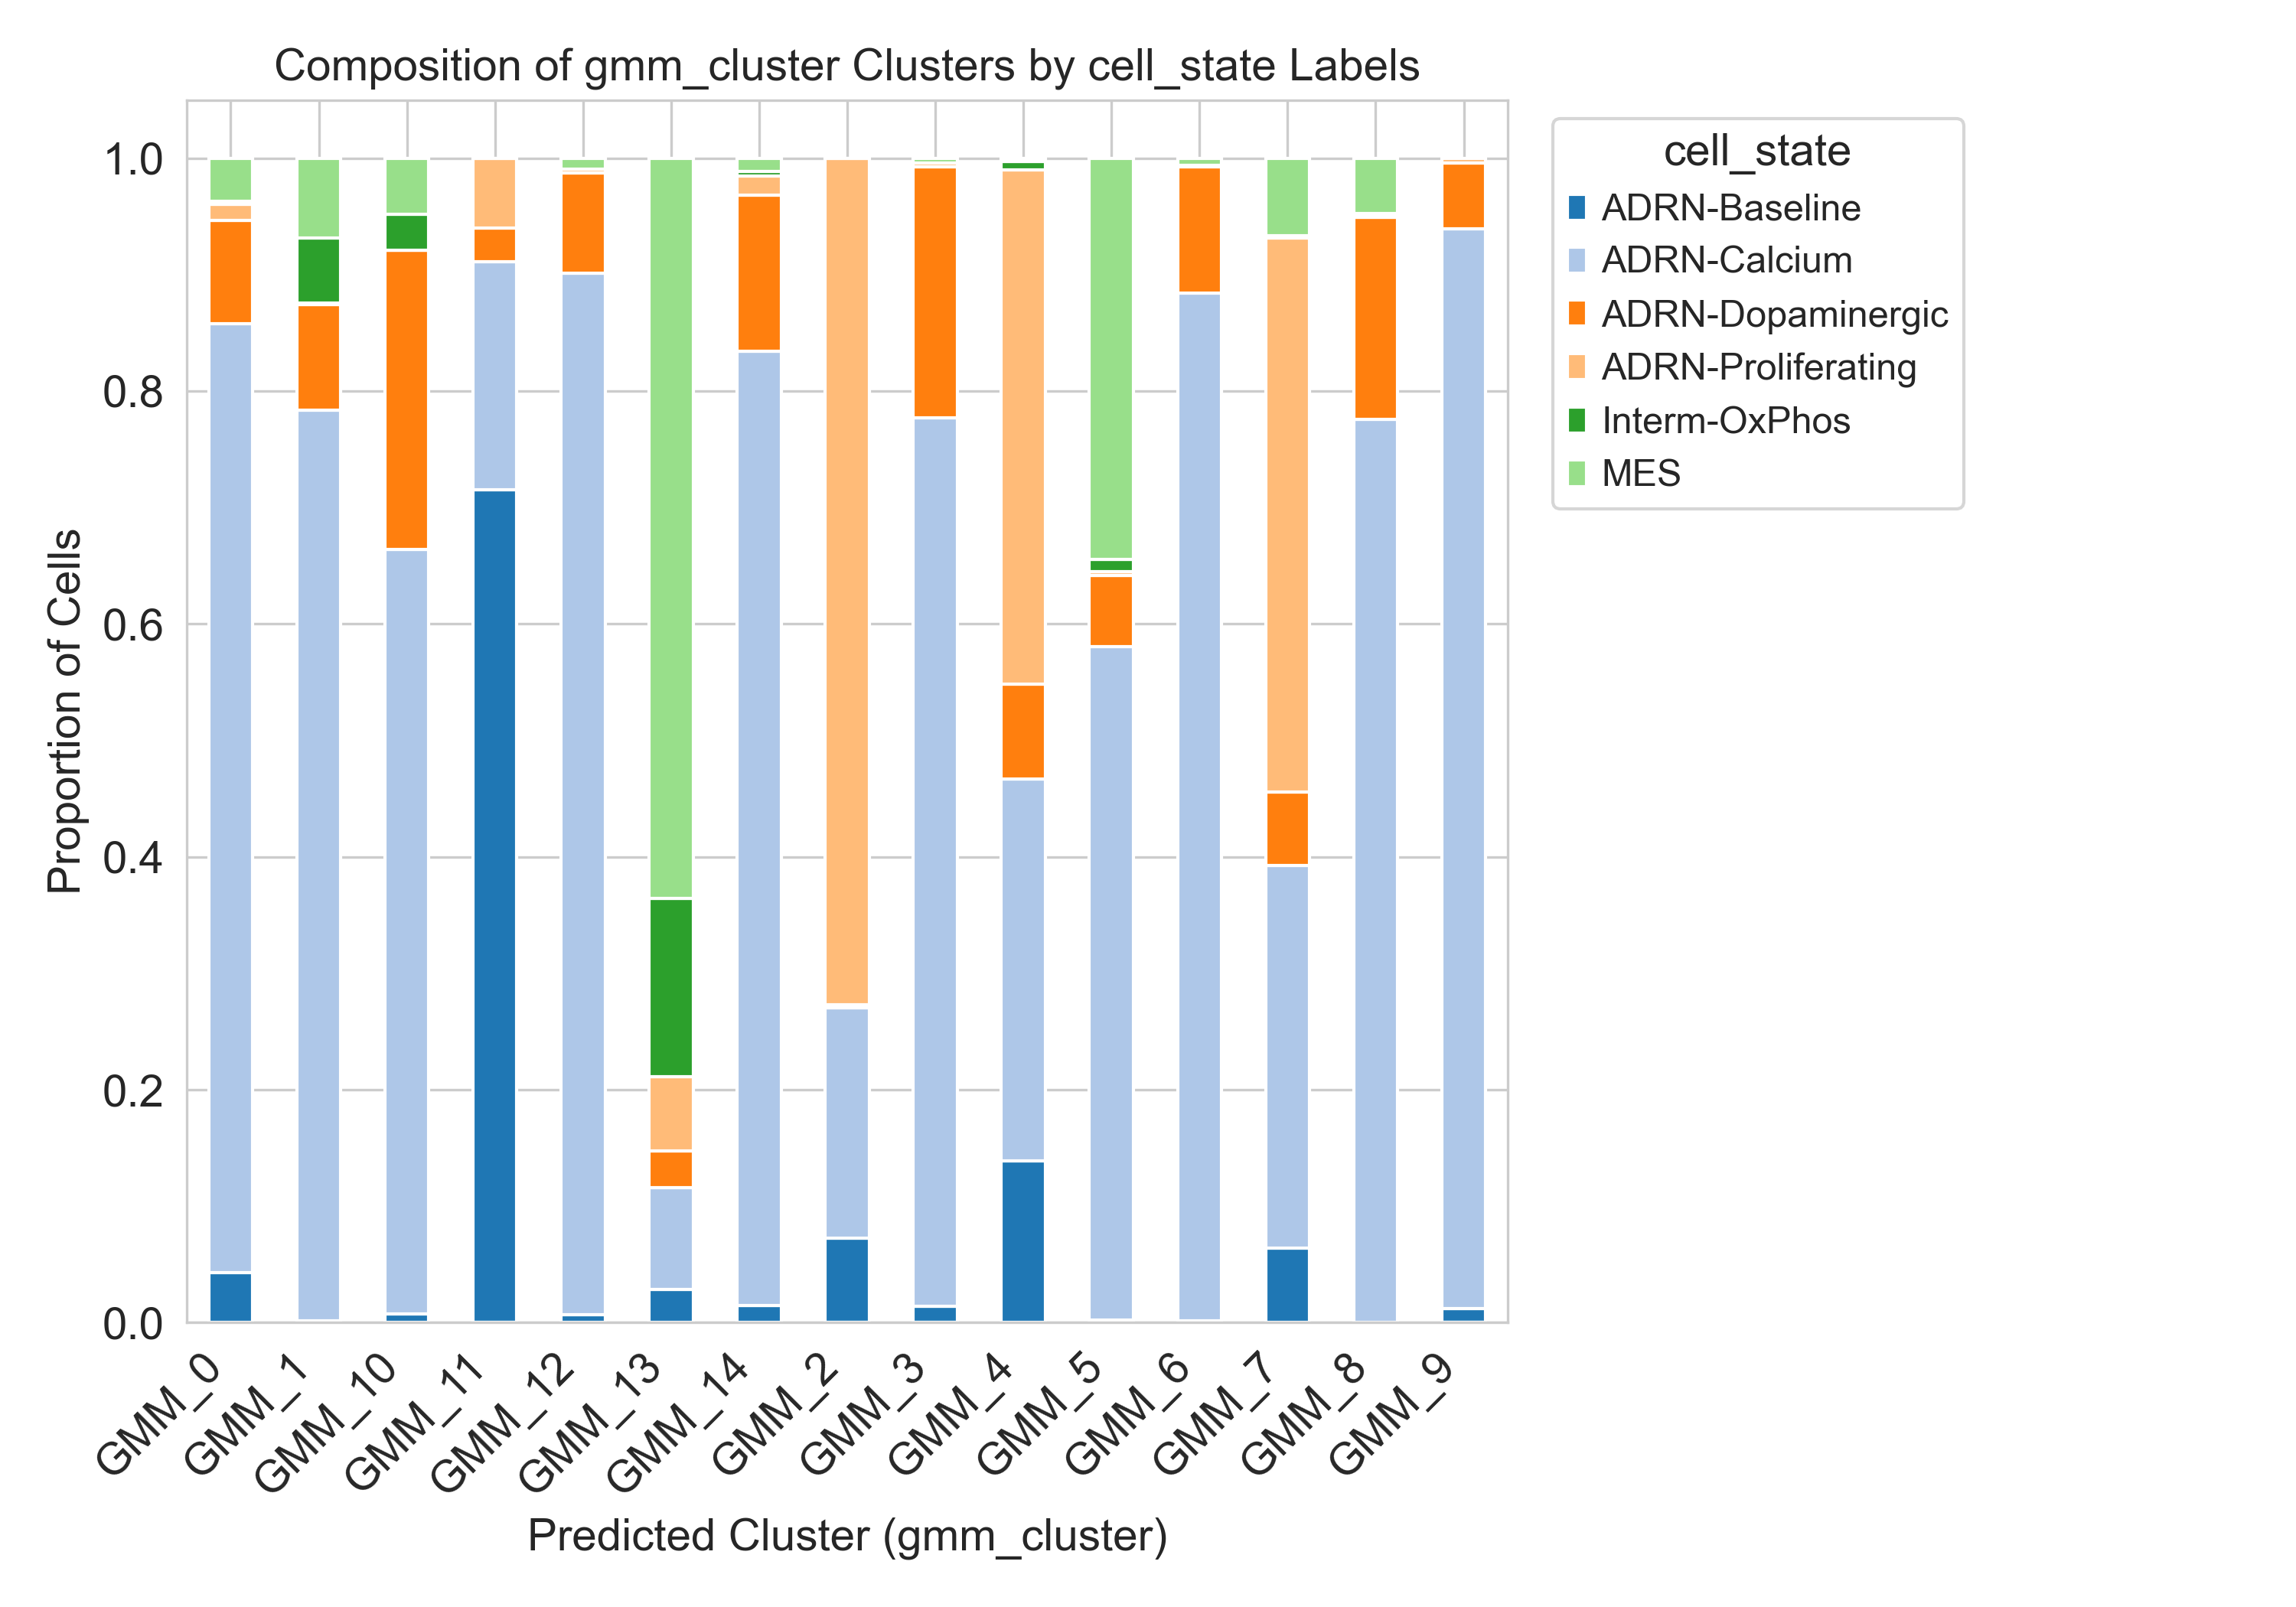 Composition of gmm_cluster Clusters by cell_state Labels
cell_state
ADRN-Baseline
ADRN-Calcium
ADRN-Dopaminergic
ADRN-Proliferating
Interm-OxPhos
MES
Proportion of Cells
1.0
0.8
0.6
0.4
0.2
0.0
GMM_0
GMM_1
GMM_10
GMM_11
GMM_12
GMM_13
GMM_14
GMM_2
GMM_3
GMM_4
GMM_5
GMM_6
GMM_7
GMM_8
GMM_9
Predicted Cluster (gmm_cluster)